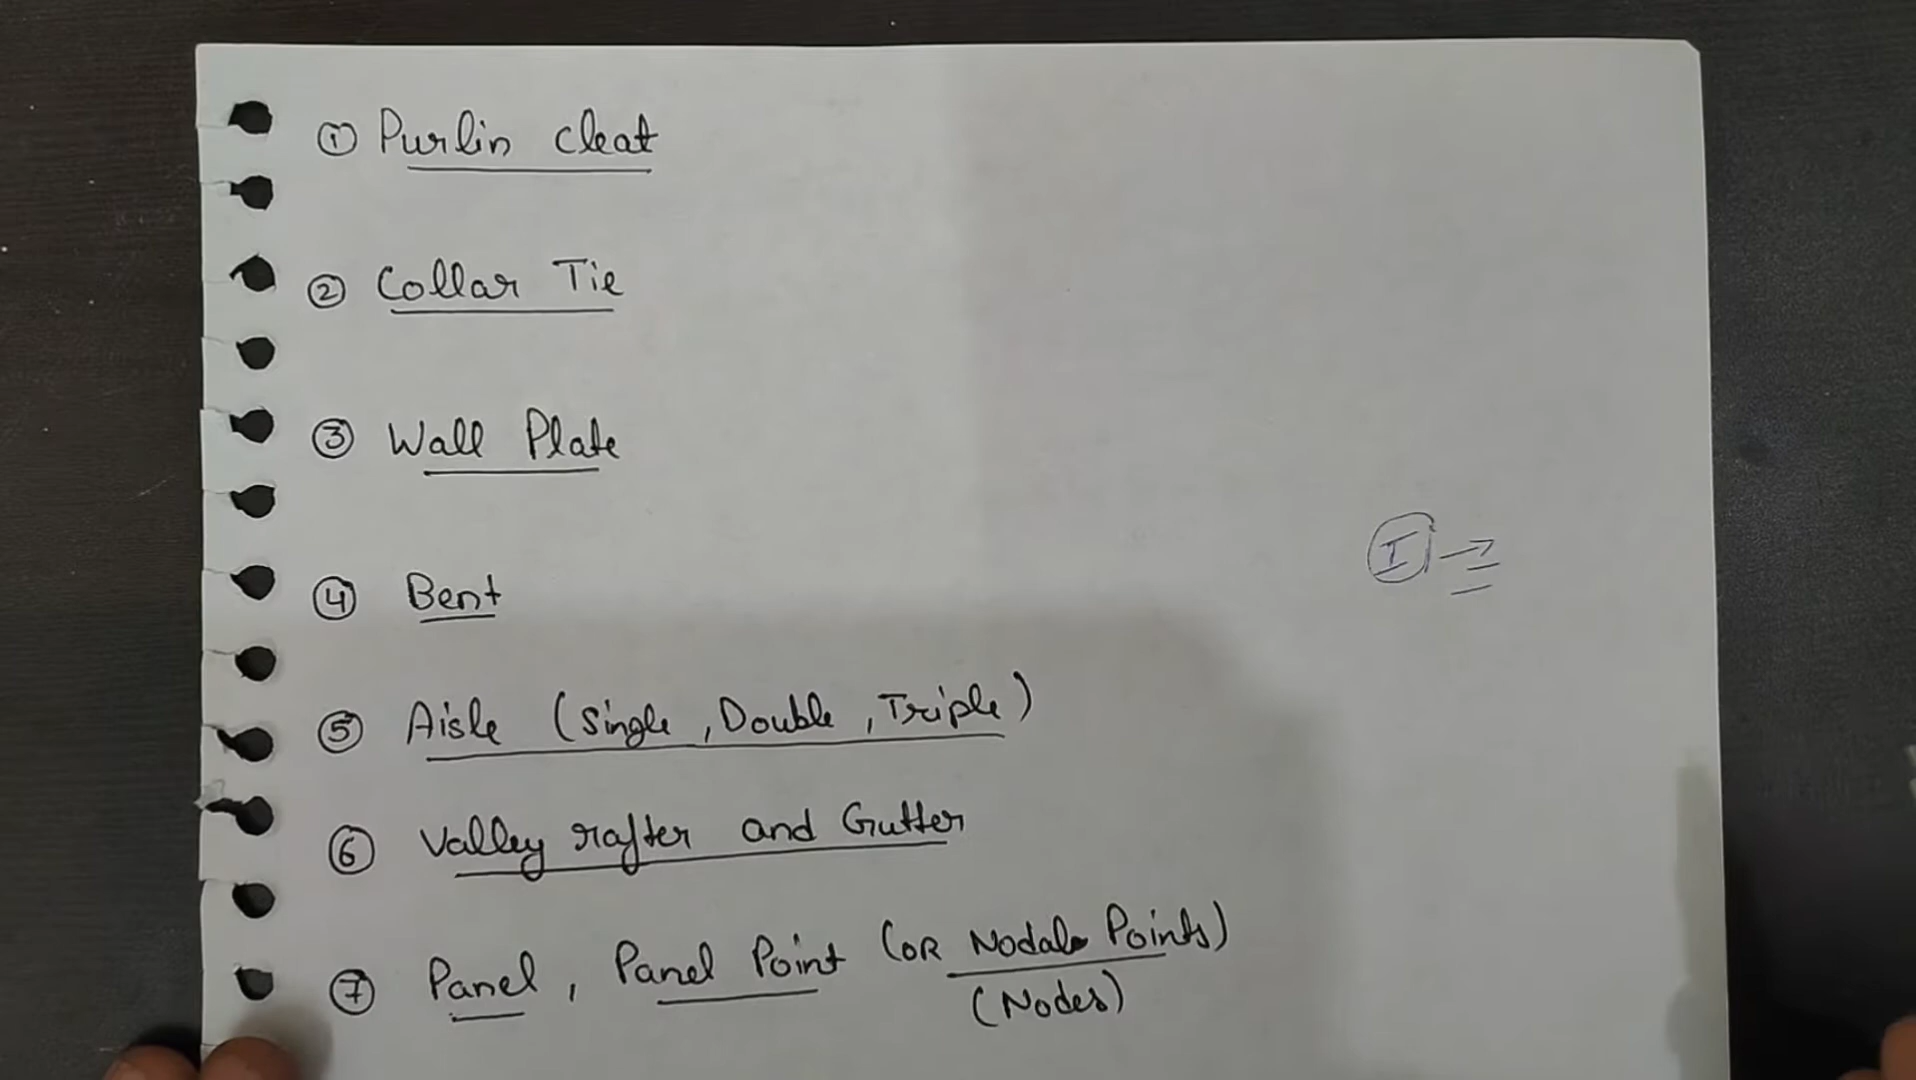 ① Purlin cleat
② Collar Tie
③ Wall Plate
④ Bent
I →
⑤ Aisle (Single, Double, Triple)
⑥ Valley rafter and Gutter
⑦ Panel, Panel Point (OR Nodal Points)
(Nodes)